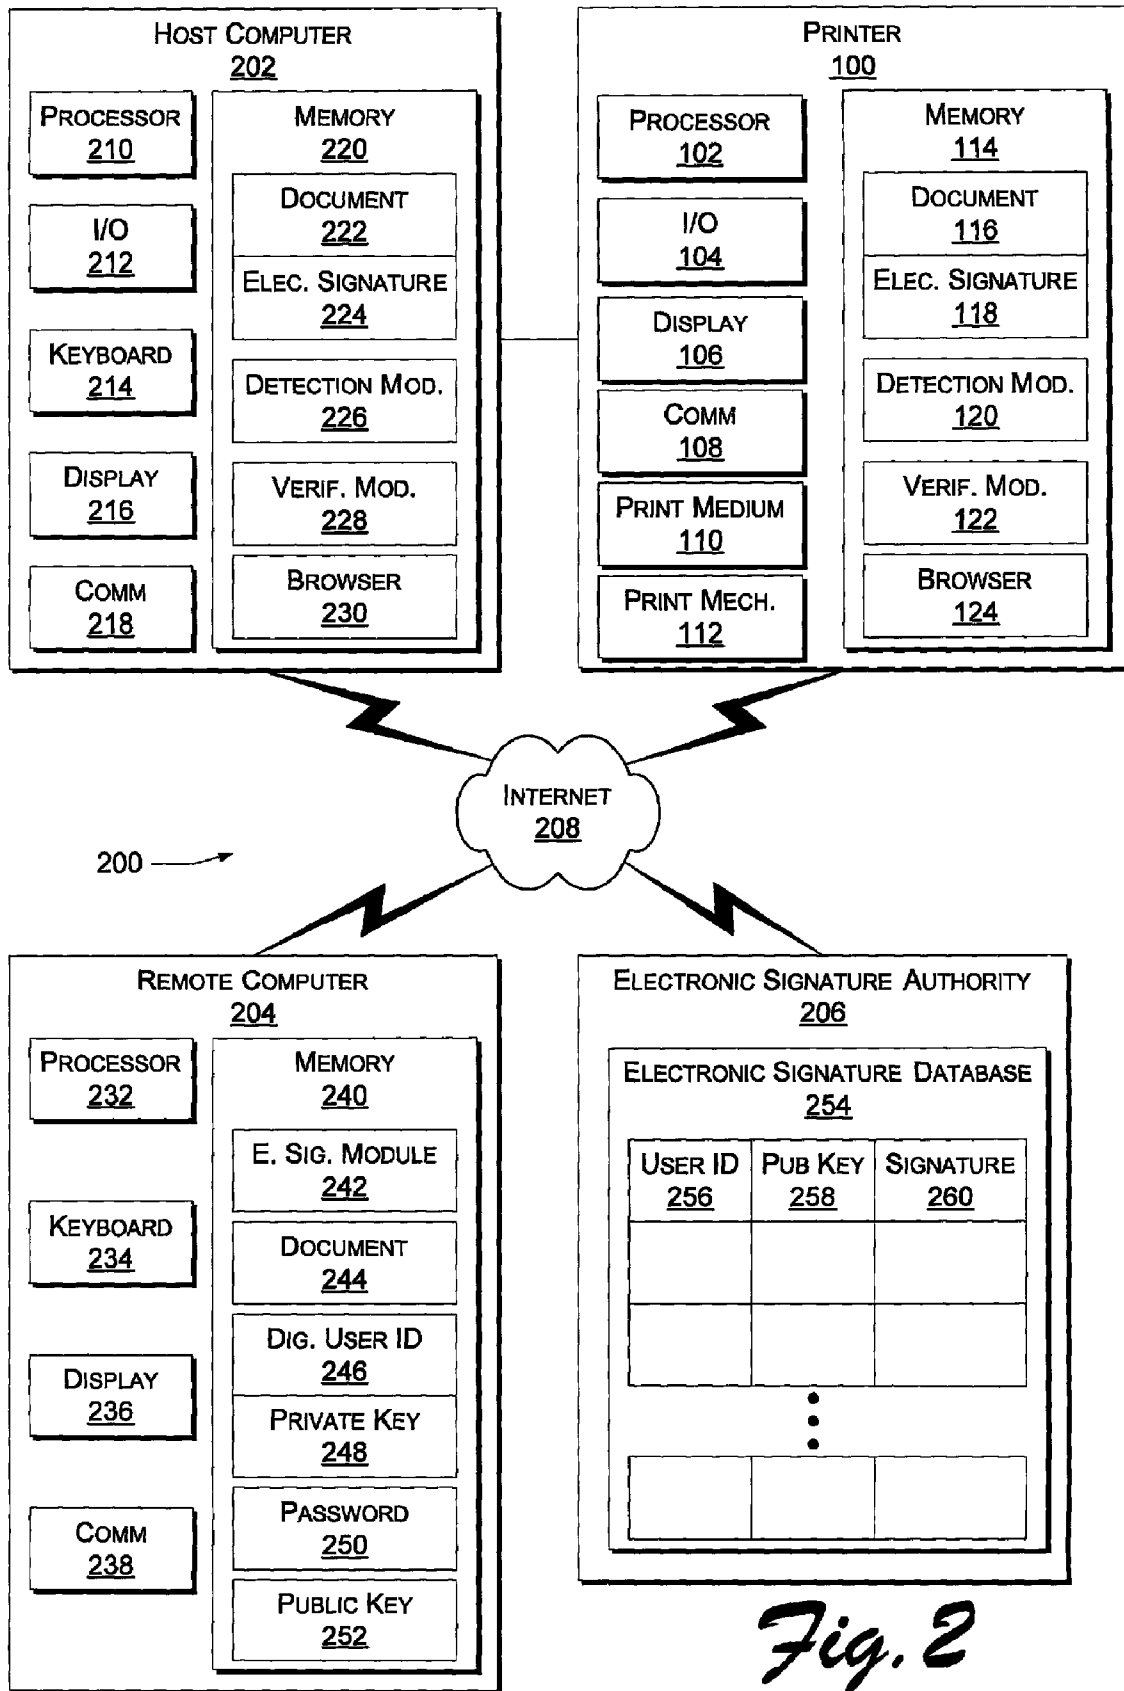 HOST COMPUTER
202
PROCESSOR
210
I/O
212
KEYBOARD
214
DISPLAY
216
COMM
218
MEMORY
220
DOCUMENT
222
ELEC. SIGNATURE
224
DETECTION MOD.
226
VERIF. MOD.
228
BROWSER
230
PRINTER
100
PROCESSOR
102
I/O
104
DISPLAY
106
COMM
108
PRINT MEDIUM
110
PRINT MECH.
112
MEMORY
114
DOCUMENT
116
ELEC. SIGNATURE
118
DETECTION MOD.
120
VERIF. MOD.
122
BROWSER
124
INTERNET
208
200
REMOTE COMPUTER
204
PROCESSOR
232
KEYBOARD
234
DISPLAY
236
COMM
238
MEMORY
240
E. SIG. MODULE
242
DOCUMENT
244
DIG. USER ID
246
PRIVATE KEY
248
PASSWORD
250
PUBLIC KEY
252
ELECTRONIC SIGNATURE AUTHORITY
206
ELECTRONIC SIGNATURE DATABASE
254
USER ID
256
PUB KEY
258
SIGNATURE
260
Fig. 2